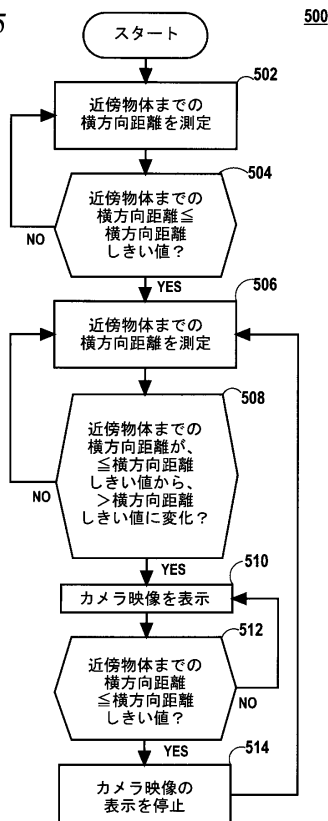 5
500
スタート
502
近傍物体までの
横方向距離を測定
504
近傍物体までの
横方向距離≦
横方向距離
しきい値？
NO
YES
506
近傍物体までの
横方向距離を測定
508
近傍物体までの
横方向距離が、
≦横方向距離
しきい値から、
＞横方向距離
しきい値に変化？
NO
YES
510
カメラ映像を表示
512
近傍物体までの
横方向距離
≦横方向距離
しきい値？
NO
YES
514
カメラ映像の
表示を停止